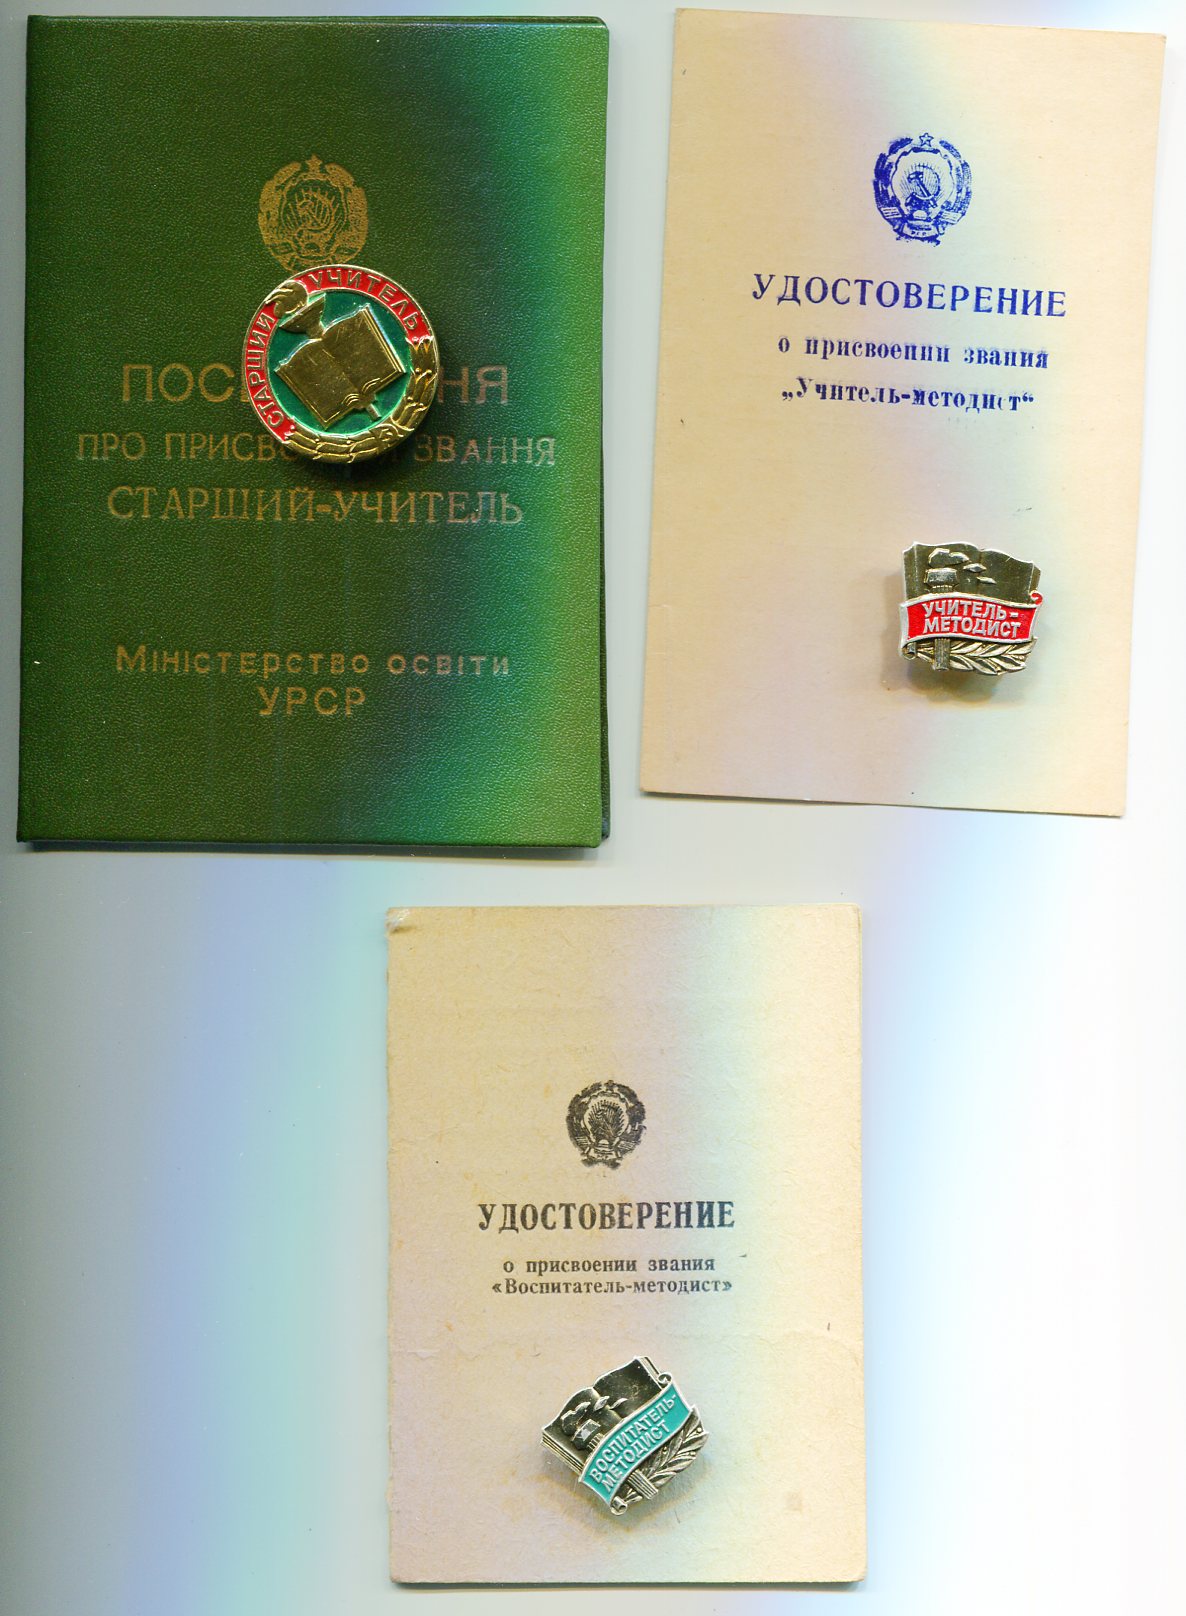 СТАРШИЙ УЧИТЕЛЬ
ПРО ЗВАННЯ
СТАРШИЙ-УЧИТЕЛЬ
Міністерство освіти
УРСР
УДОСТОВЕРЕНИЕ
о присвоении звания
„Учитель-методист“
УЧИТЕЛЬ-
МЕТОДИСТ
УДОСТОВЕРЕНИЕ
о присвоении звания
«Воспитатель-методист»
ВОСПИТАТЕЛЬ-
МЕТОДИСТ